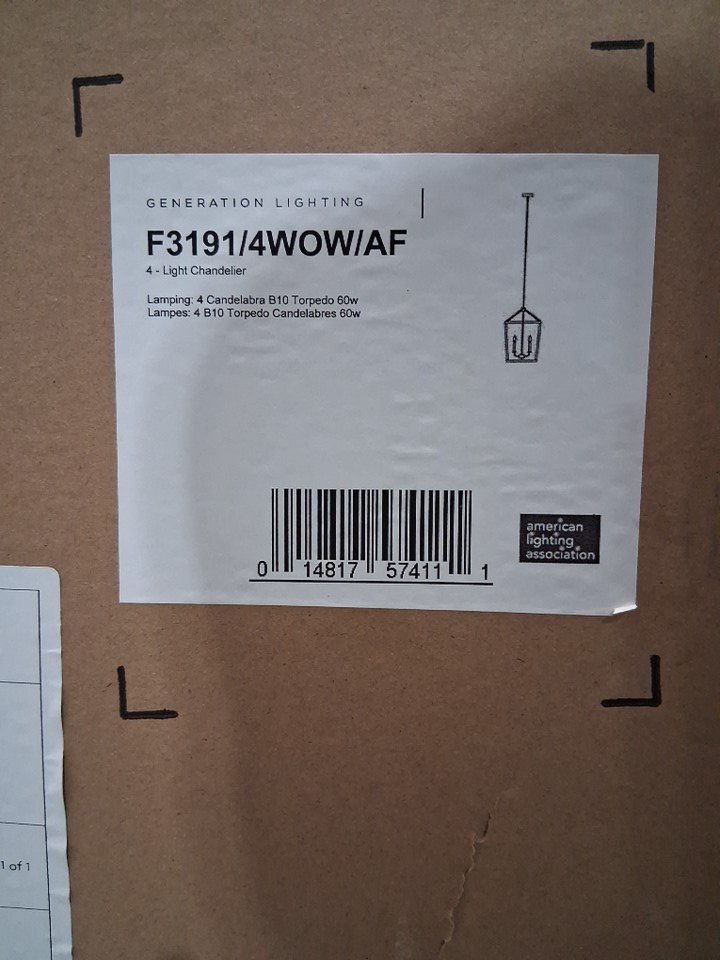 GENERATION LIGHTING
F3191/4WOW/AF
4 - Light Chandelier
Lamping: 4 Candelabra B10 Torpedo 60w
Lampes: 4 B10 Torpedo Candelabres 60w
0 14817 57411 1
american
lighting
association
1 of 1